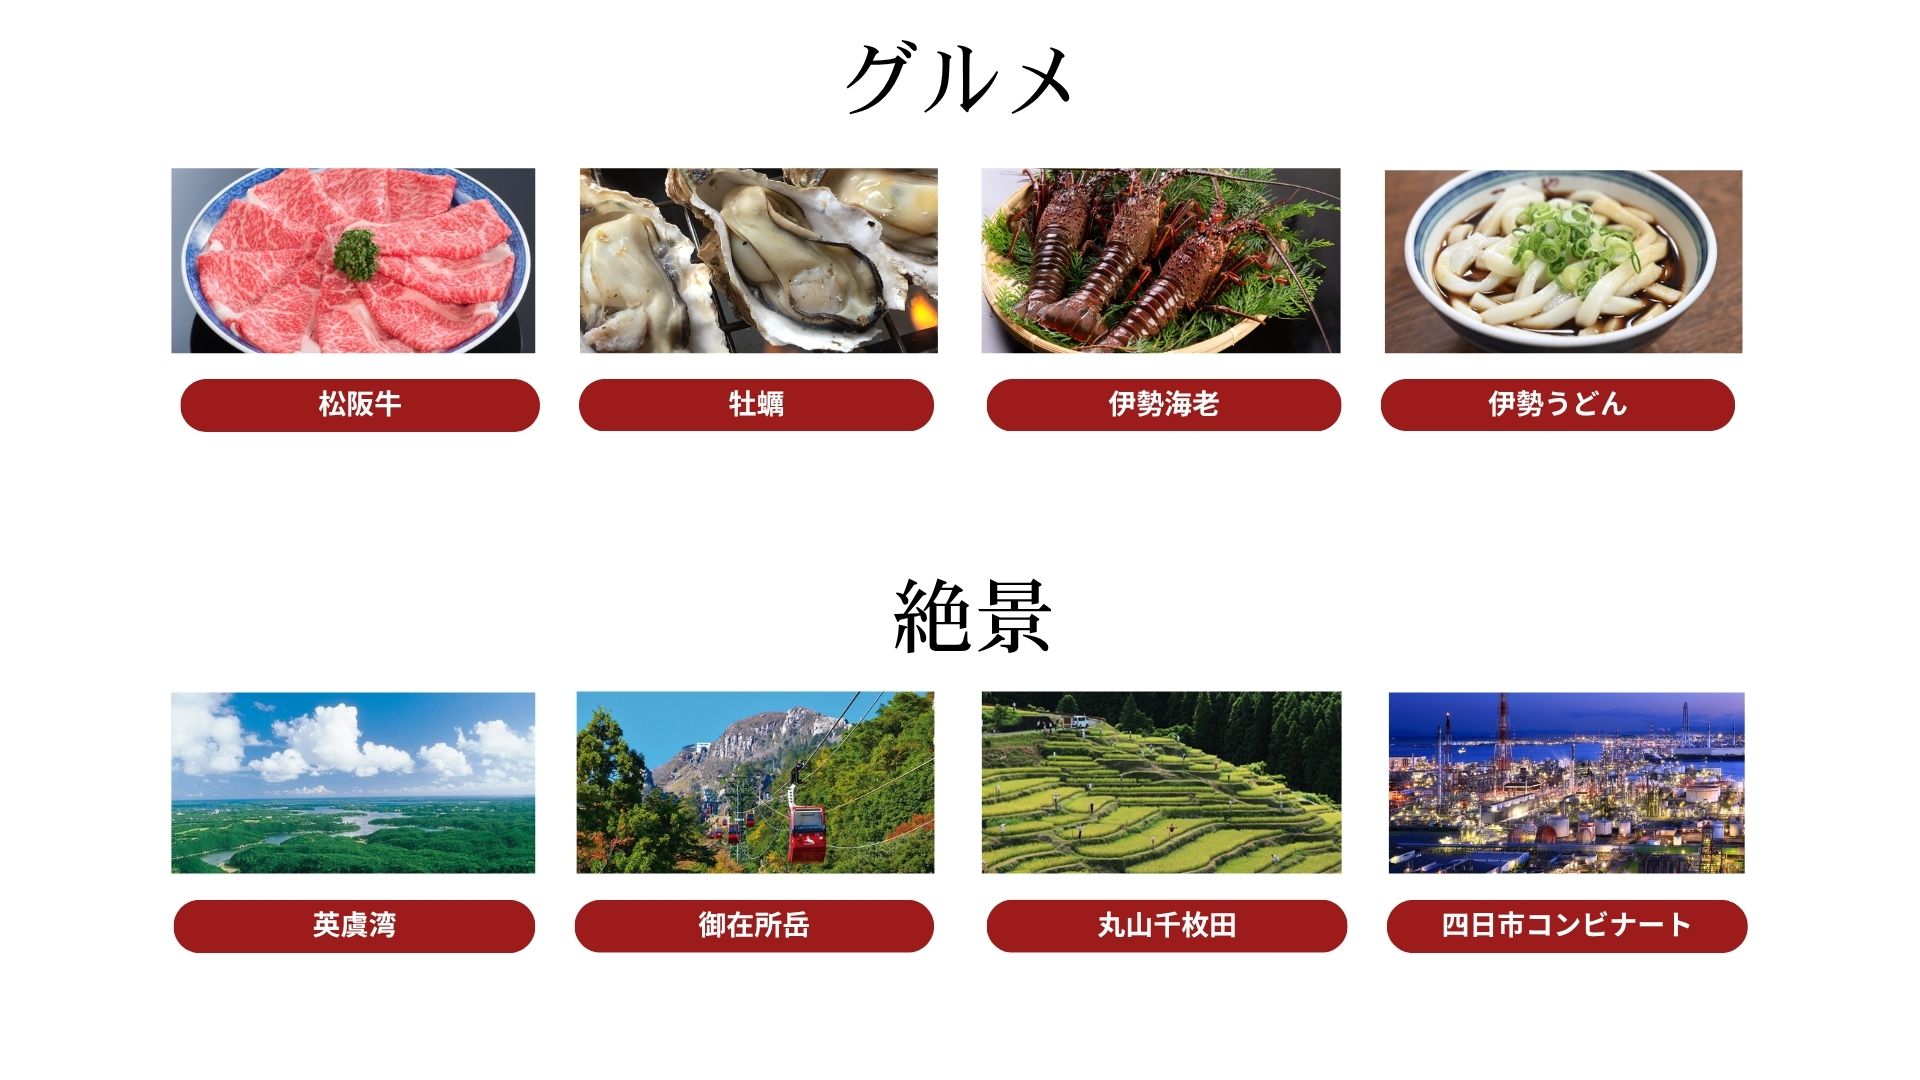 グルメ
松阪牛
牡蠣
伊勢海老
伊勢うどん
絶景
英虞湾
御在所岳
丸山千枚田
四日市コンビナート